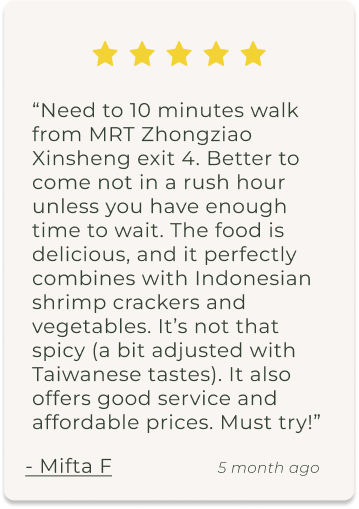 “Need to 10 minutes walk
from MRT Zhongziao
Xinsheng exit 4. Better to
come not in a rush hour
unless you have enough
time to wait. The food is
delicious, and it perfectly
combines with Indonesian
shrimp crackers and
vegetables. It’s not that
spicy (a bit adjusted with
Taiwanese tastes). It also
offers good service and
affordable prices. Must try!”
- Mifta F 5 month ago